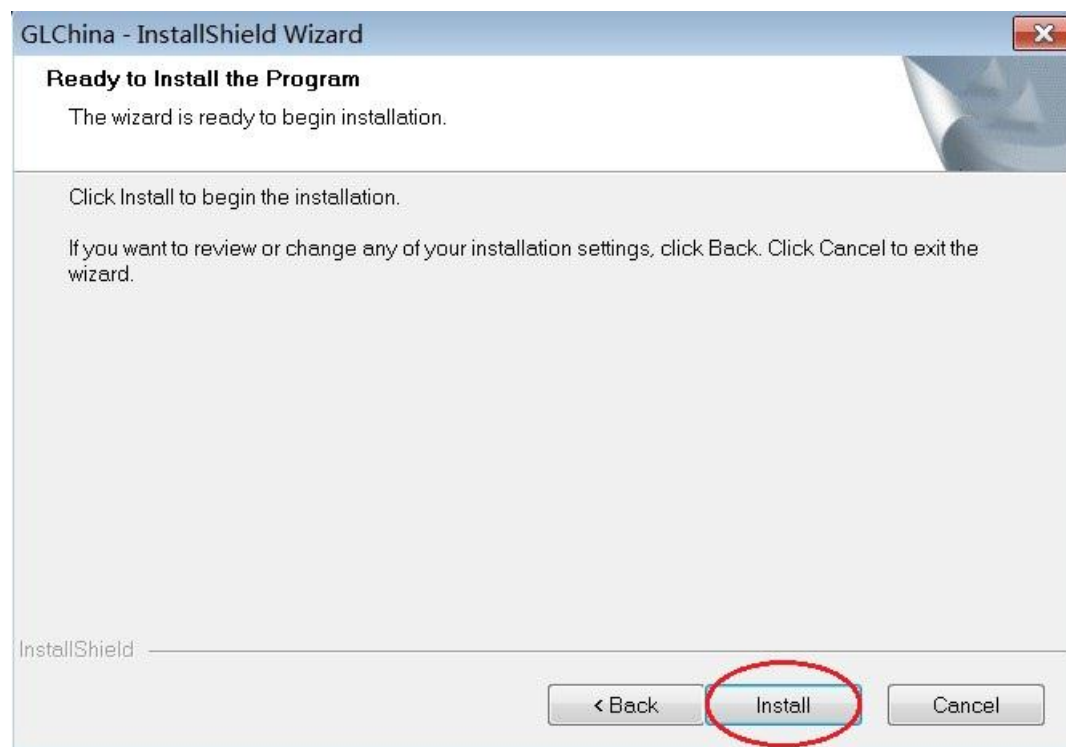 GLChina - InstallShield Wizard
Ready to Install the Program
The wizard is ready to begin installation.
Click Install to begin the installation.
If you want to review or change any of your installation settings, click Back. Click Cancel to exit the
wizard.
InstallShield
< Back Install Cancel